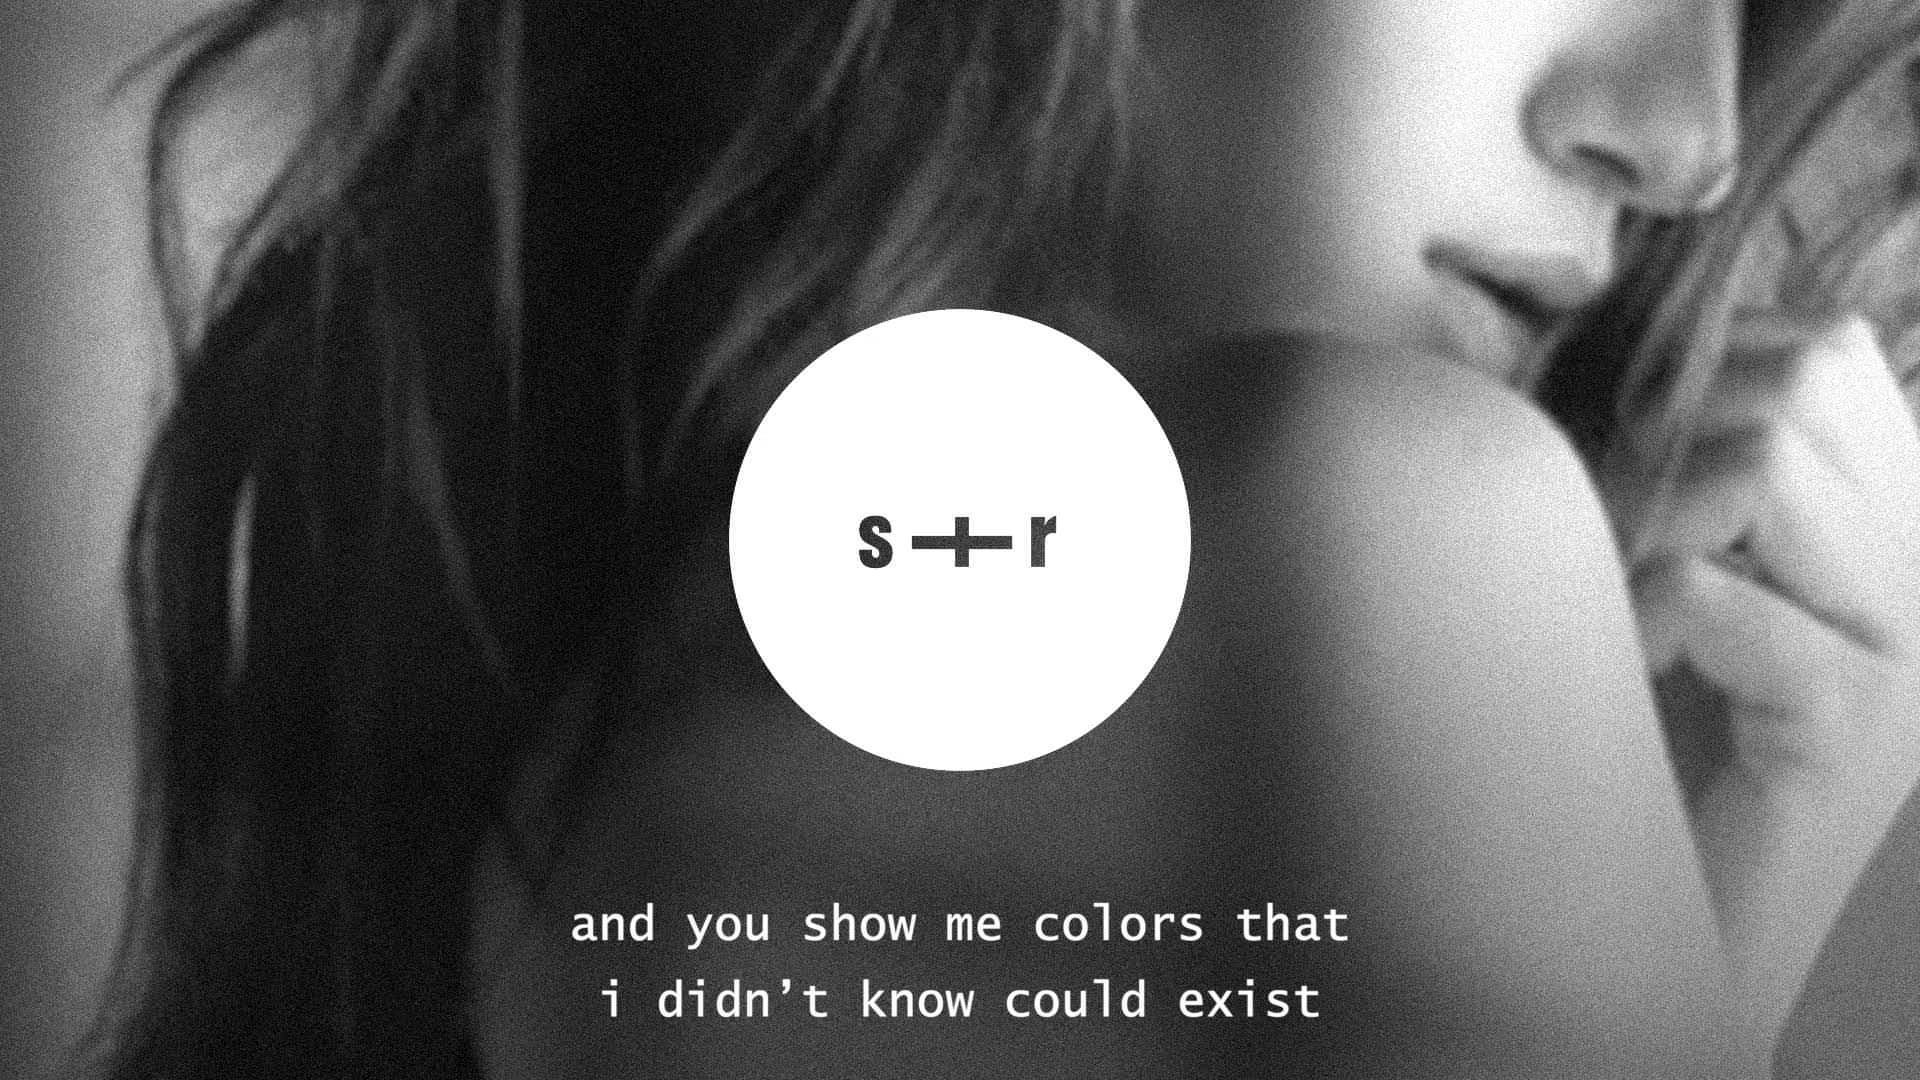 s+r
and you show me colors that
i didn’t know could exist